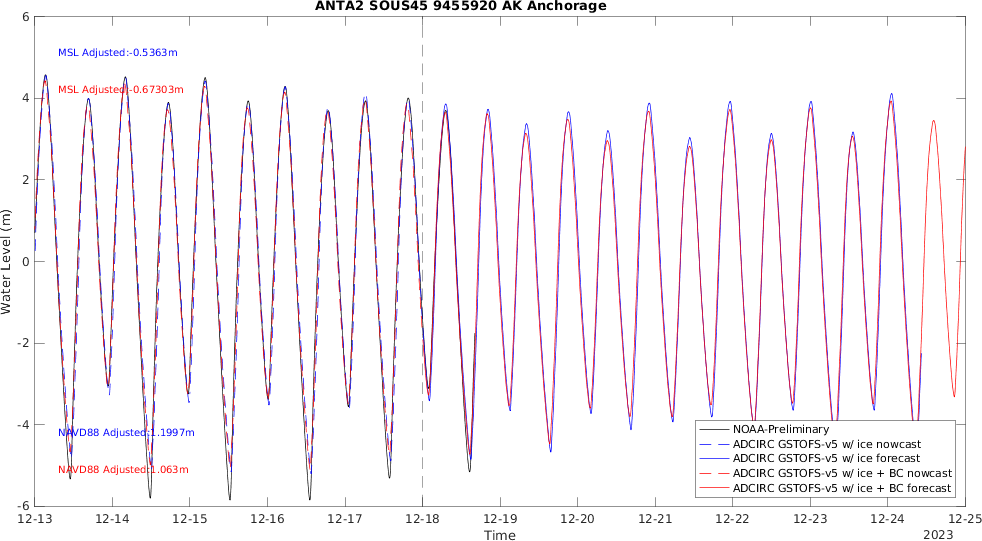 ANTA2 SOUS45 9455920 AK Anchorage
6
MSL Adjusted:-0.5363m
MSL Adjusted:-0.67303m
4
2
0
-2
-4
-6
Water Level (m)
NAVD88 Adjusted:1.1997m
NAVD88 Adjusted:1.063m
NOAA-Preliminary
ADCIRC GSTOFS-v5 w/ ice nowcast
ADCIRC GSTOFS-v5 w/ ice forecast
ADCIRC GSTOFS-v5 w/ ice + BC nowcast
ADCIRC GSTOFS-v5 w/ ice + BC forecast
12-13 12-14 12-15 12-16 12-17 12-18 12-19 12-20 12-21 12-22 12-23 12-24 12-25
Time
2023